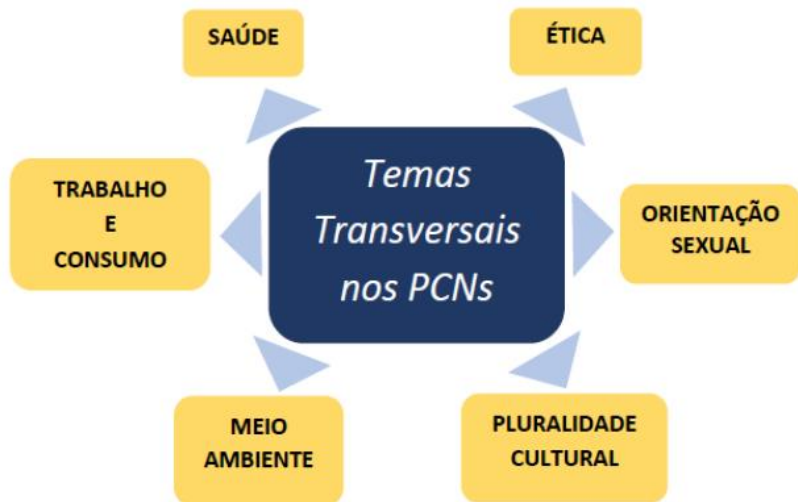 SAÚDE
ÉTICA
Temas
Transversais
nos PCNs
TRABALHO
E
CONSUMO
ORIENTAÇÃO
SEXUAL
MEIO
AMBIENTE
PLURALIDADE
CULTURAL